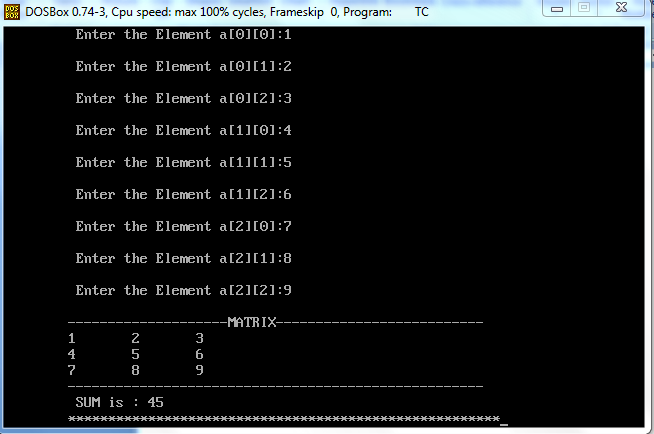 DOSBox 0.74-3, Cpu speed: max 100% cycles, Frameskip 0, Program: TC
Enter the Element a[0][0]:1
Enter the Element a[0][1]:2
Enter the Element a[0][2]:3
Enter the Element a[1][0]:4
Enter the Element a[1][1]:5
Enter the Element a[1][2]:6
Enter the Element a[2][0]:7
Enter the Element a[2][1]:8
Enter the Element a[2][2]:9
--------------------MATRIX--------------------------
1 2 3
4 5 6
7 8 9
----------------------------------------------------
SUM is : 45
******************************************************_